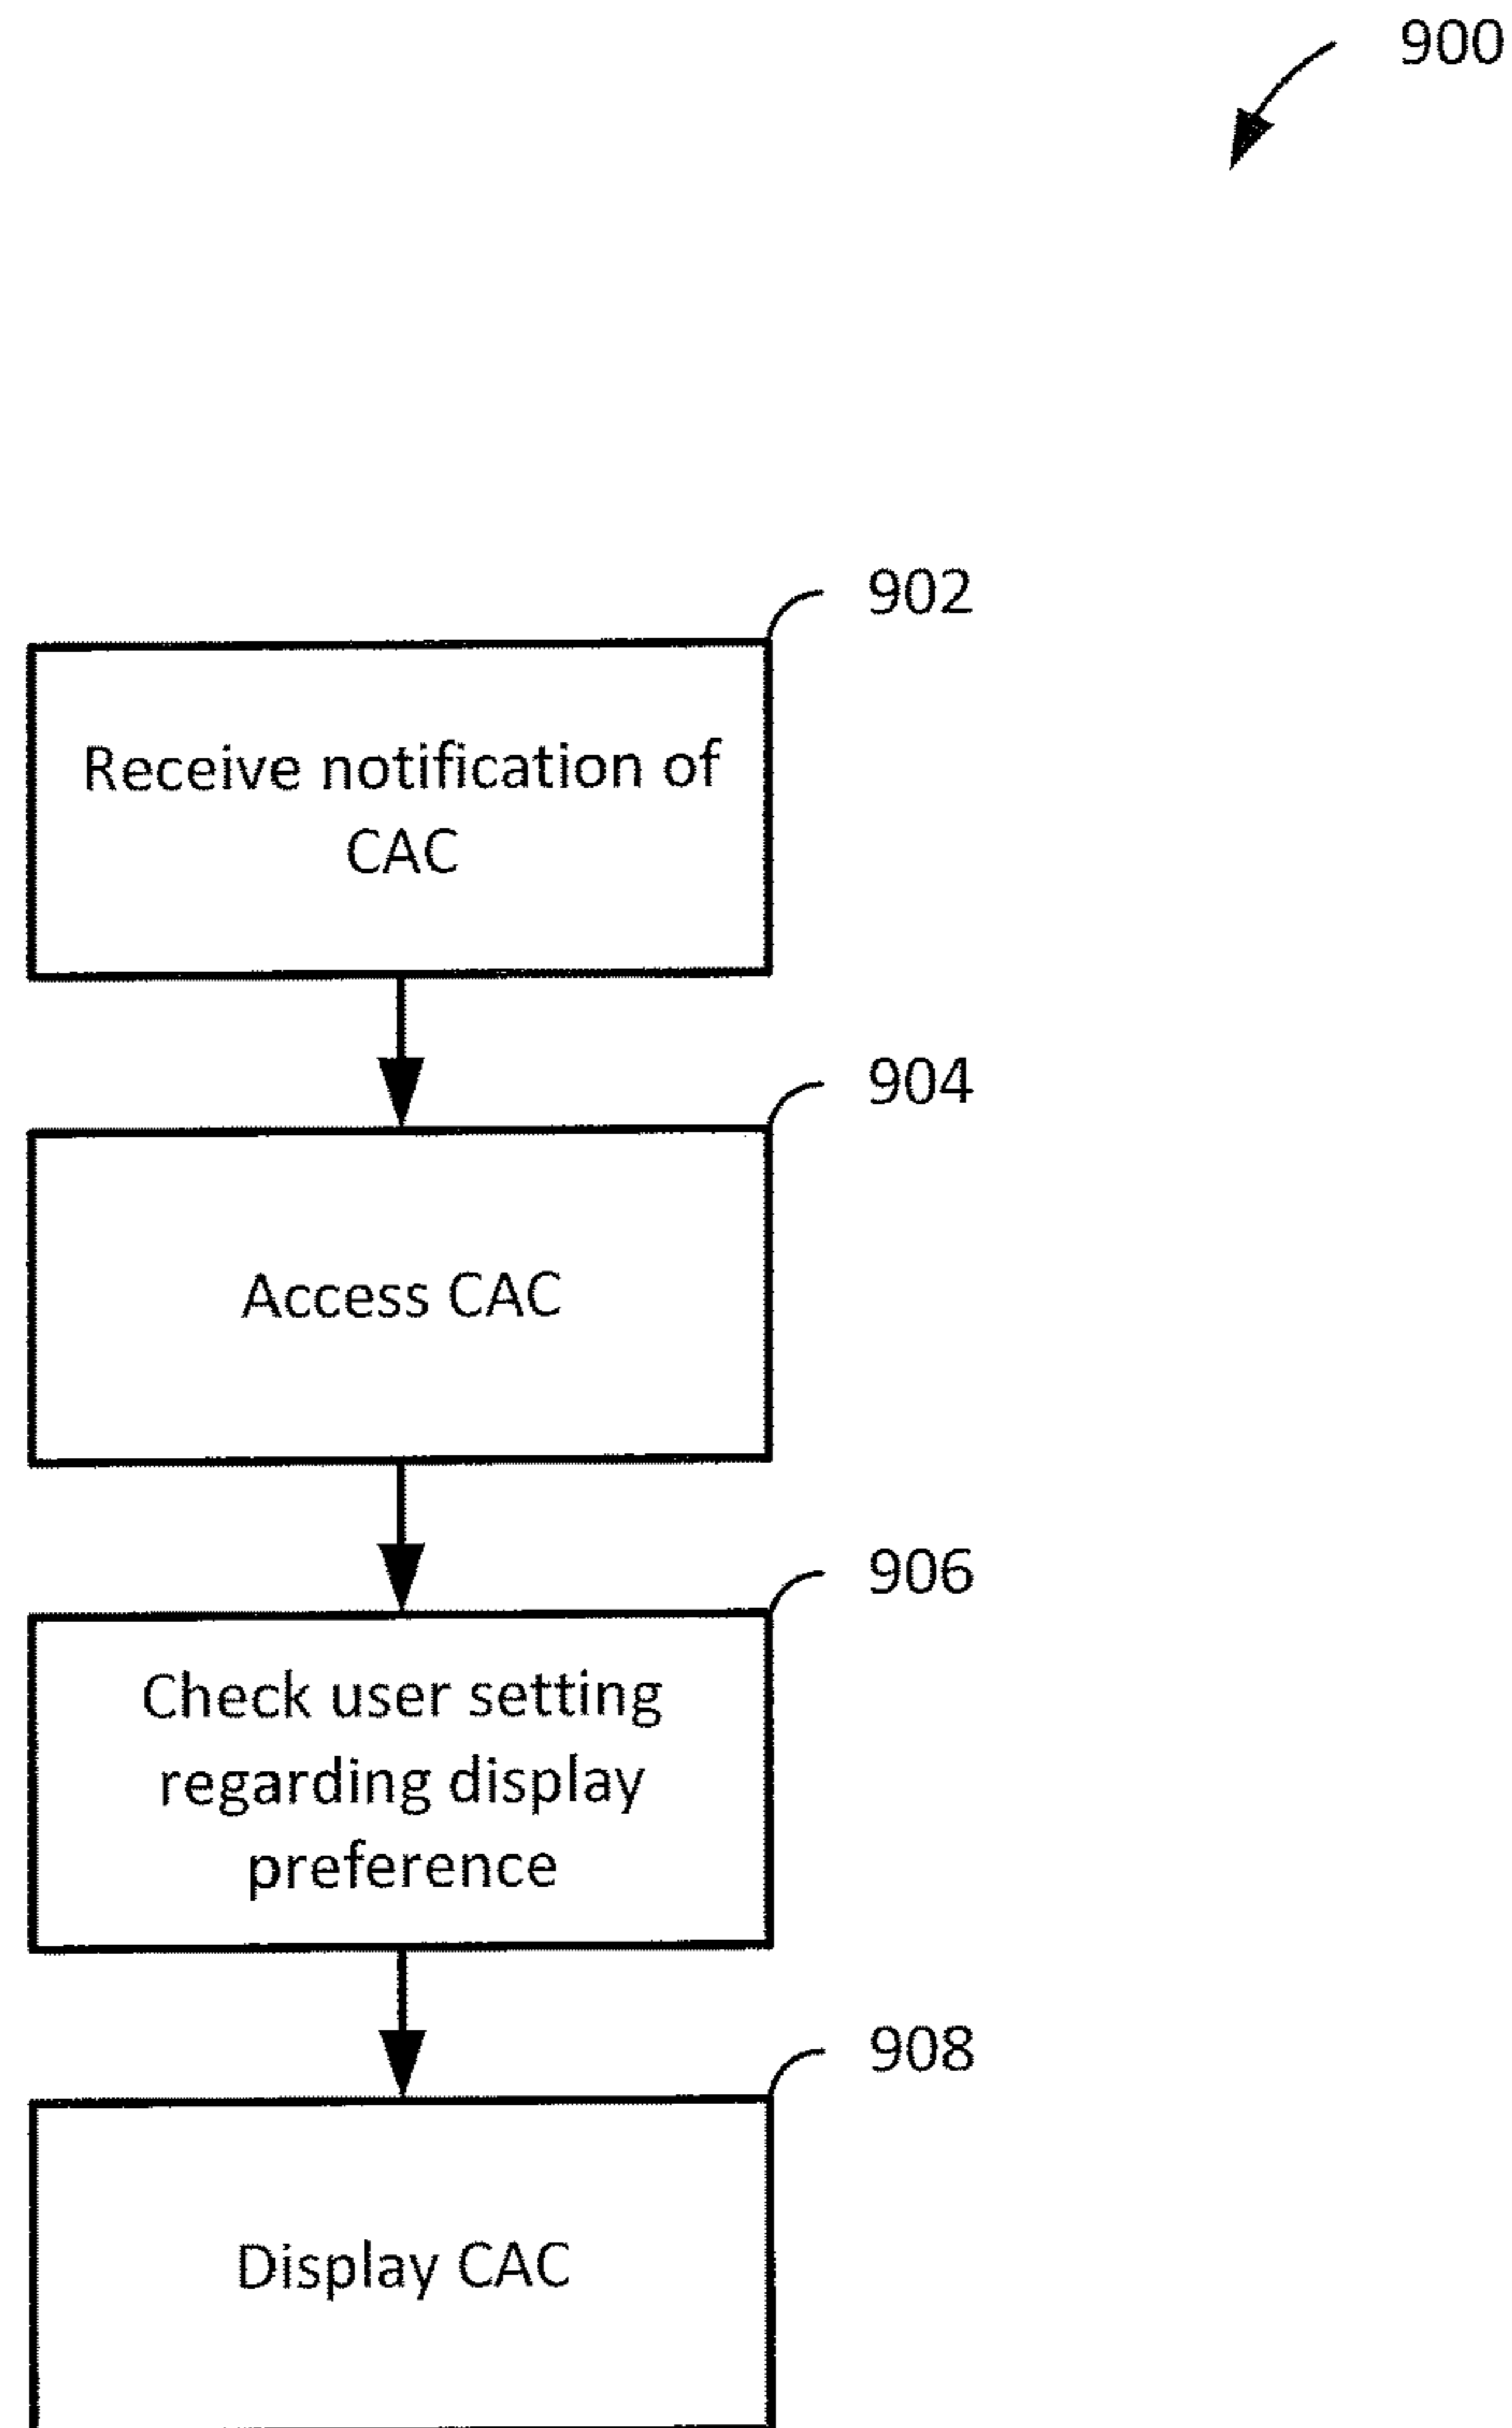 900
902
Receive notification of
CAC
904
Access CAC
906
Check user setting
regarding display
preference
908
Display CAC